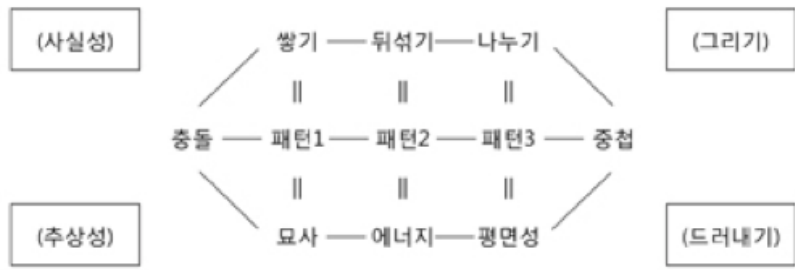 (사실성) 쌓기 뒤섞기 나누기 (그리기)
|| || ||
충돌 패턴1 패턴2 패턴3 중첩
|| || ||
(추상성) 묘사 에너지 평면성 (드러내기)